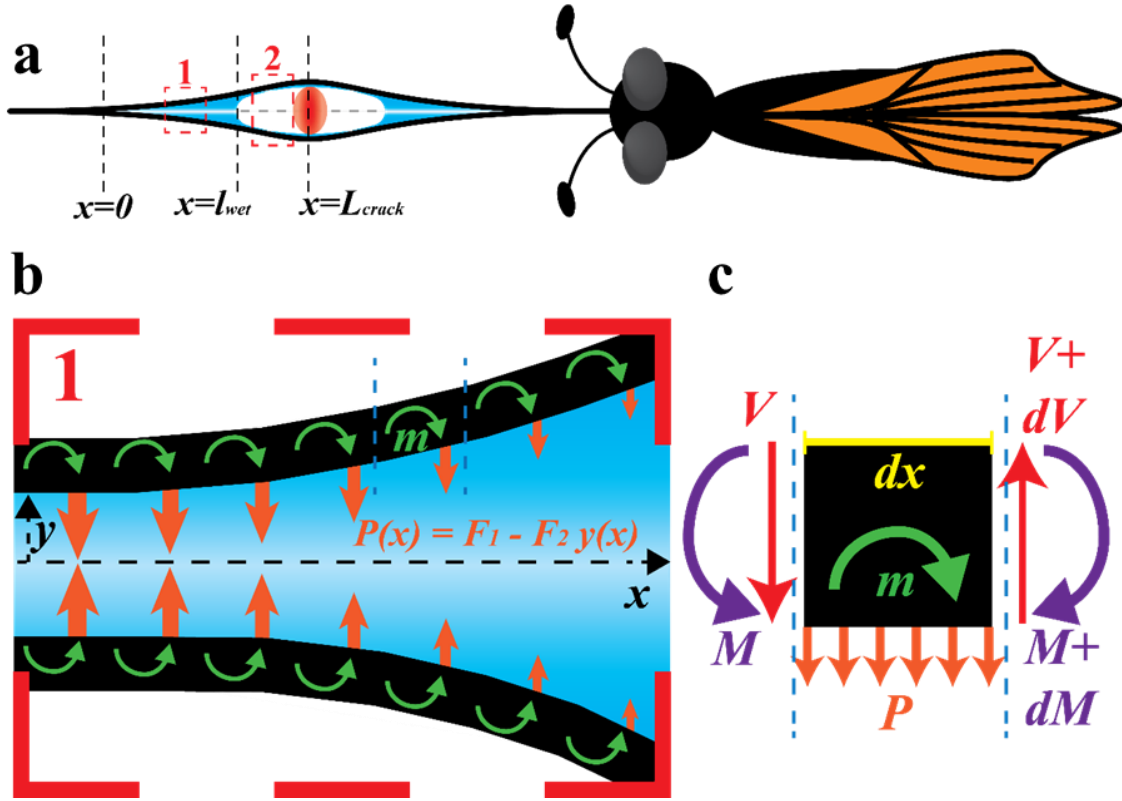 a
1
2
x=0
x=lwet
x=Lcrack
b
1
m
y
P(x) = F1 - F2 y(x)
x
c
V
V+
dV
dx
m
M
M+
dM
P